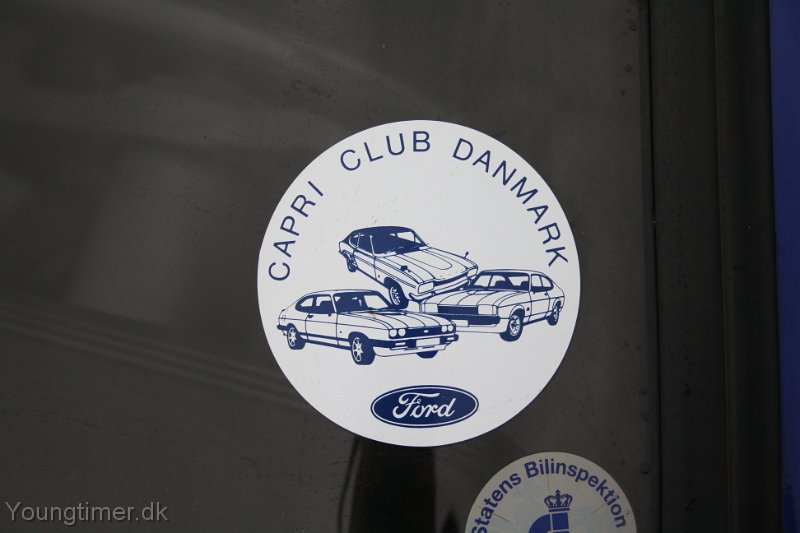 CAPRI CLUB DANMARK
Ford
Statens Bilinspektion
Youngtimer.dk